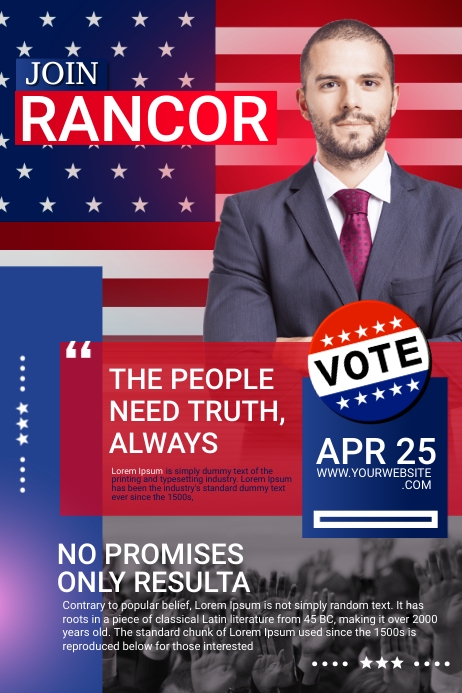 JOIN
RANCOR
“
THE PEOPLE
NEED TRUTH,
ALWAYS
Lorem Ipsum is simply dummy text of the
printing and typesetting industry. Lorem Ipsum
has been the industry's standard dummy text
ever since the 1500s,
VOTE
APR 25
WWW.YOURWEBSITE
.COM
NO PROMISES
ONLY RESULTA
Contrary to popular belief, Lorem Ipsum is not simply random text. It has
roots in a piece of classical Latin literature from 45 BC, making it over 2000
years old. The standard chunk of Lorem Ipsum used since the 1500s is
reproduced below for those interested